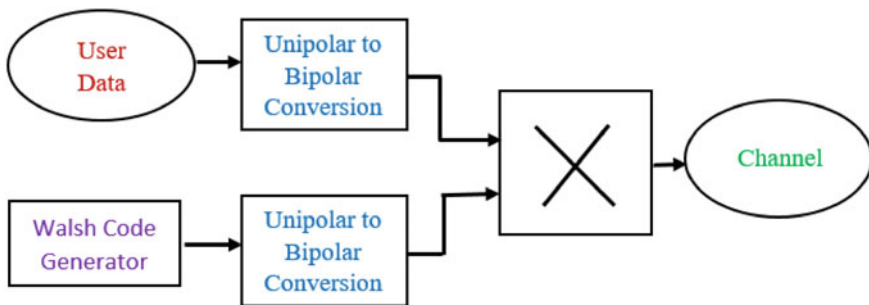 User
Data
Unipolar to
Bipolar
Conversion
Channel
Walsh Code
Generator
Unipolar to
Bipolar
Conversion